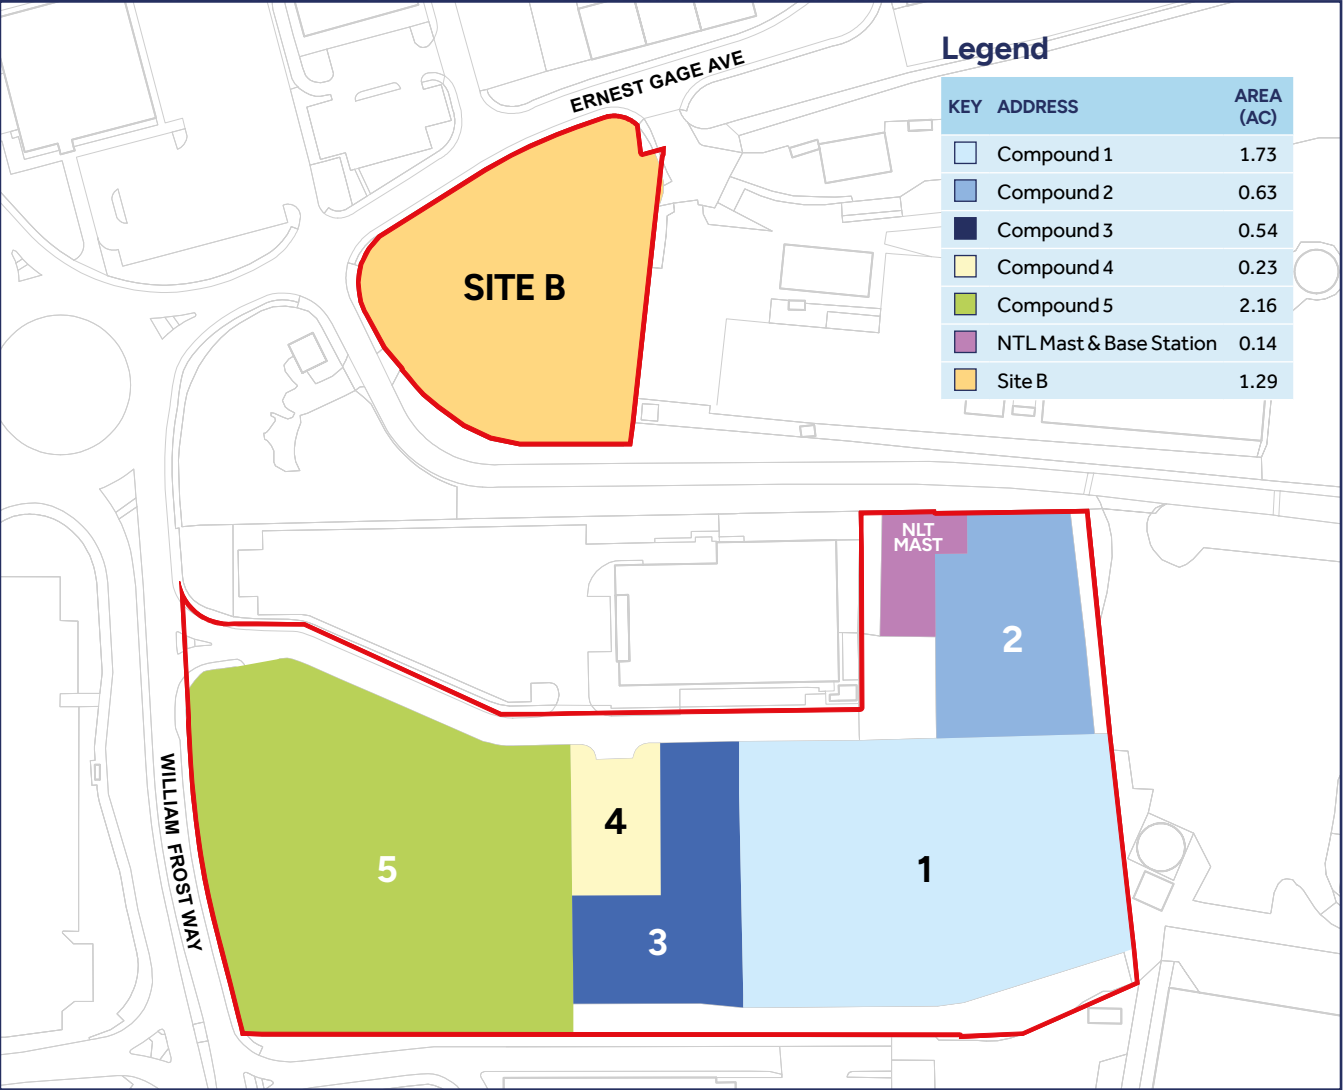 ERNEST GAGE AVE
Legend
KEY ADDRESS AREA (AC)
Compound 1 1.73
Compound 2 0.63
Compound 3 0.54
Compound 4 0.23
Compound 5 2.16
NTL Mast & Base Station 0.14
Site B 1.29
SITE B
NLT
MAST
2
WILLIAM FROST WAY
5
4
3
1